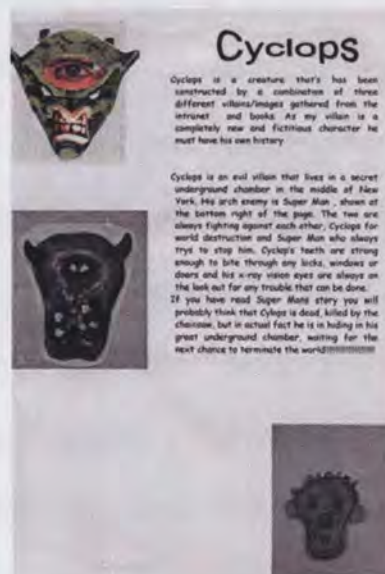 Cyclops
Cyclops is a creature that's has been
constructed by a combination of three
different villains/images gathered from the
intranet and books. As my villain is a
completely new and fictitious character he
must have his own history
Cyclops is an evil villain that lives in a secret
underground chamber in the middle of New
York. His arch enemy is Super Man , shown at
the bottom right of the page. The two are
always fighting against each other, Cyclops for
world destruction and Super Man who always
trys to stop him. Cyclop's teeth are strong
enough to bite through any locks, windows or
doors and his x-ray vision eyes are always on
the look out for any trouble that can be done.
If you have read Super Mans story you will
probably think that Cylops is dead, killed by the
chainsaw, but in actual fact he is in hiding in his
great underground chamber, waiting for the
next chance to terminate the world!!!!!!!!!!!!!!!!